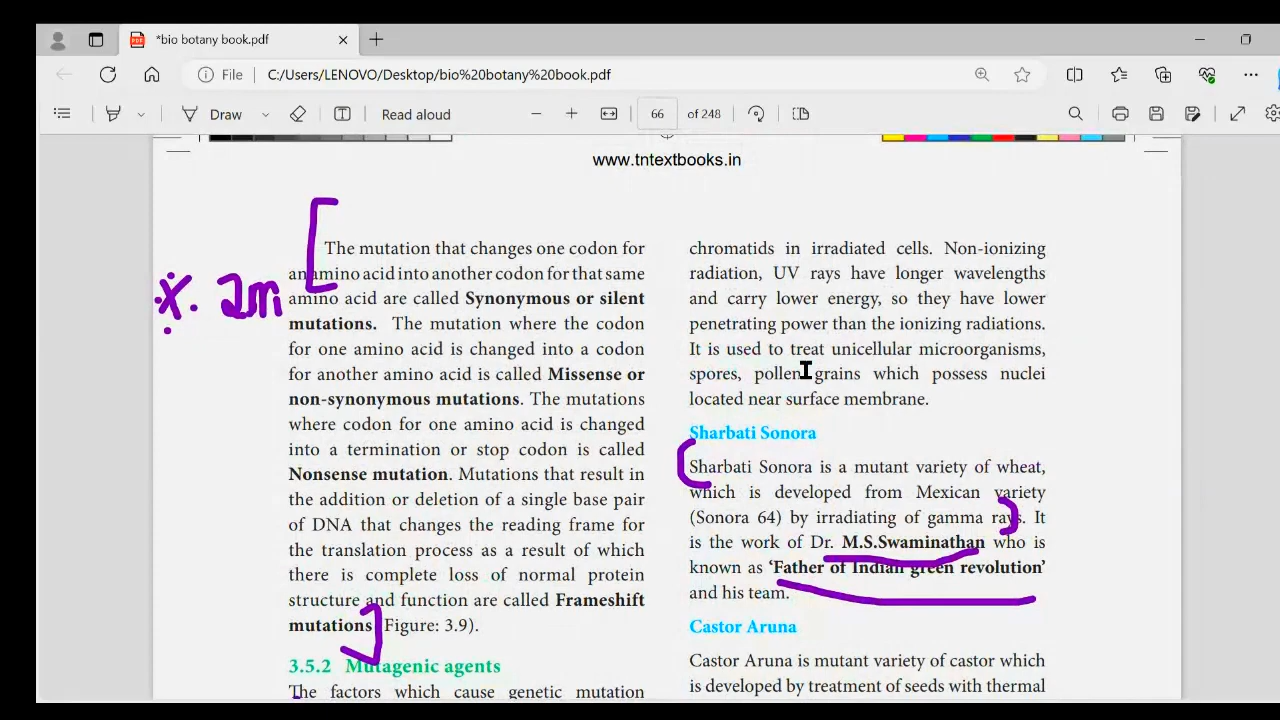 *bio botany book.pdf
File
C:/Users/LENOVO/Desktop/bio%20botany%20book.pdf
Draw
Read aloud
66
of 248
www.tntextbooks.in
The mutation that changes one codon for
an amino acid into another codon for that same
amino acid are called Synonymous or silent
mutations. The mutation where the codon
for one amino acid is changed into a codon
for another amino acid is called Missense or
non-synonymous mutations. The mutations
where codon for one amino acid is changed
into a termination or stop codon is called
Nonsense mutation. Mutations that result in
the addition or deletion of a single base pair
of DNA that changes the reading frame for
the translation process as a result of which
there is complete loss of normal protein
structure and function are called Frameshift
mutations (Figure: 3.9).
3.5.2 Mutagenic agents
The factors which cause genetic mutation
2m
chromatids in irradiated cells. Non-ionizing
radiation, UV rays have longer wavelengths
and carry lower energy, so they have lower
penetrating power than the ionizing radiations.
It is used to treat unicellular microorganisms,
spores, pollen grains which possess nuclei
located near surface membrane.
Sharbati Sonora
Sharbati Sonora is a mutant variety of wheat,
which is developed from Mexican variety
(Sonora 64) by irradiating of gamma rays. It
is the work of Dr. M.S.Swaminathan who is
known as ‘Father of Indian green revolution’
and his team.
Castor Aruna
Castor Aruna is mutant variety of castor which
is developed by treatment of seeds with thermal